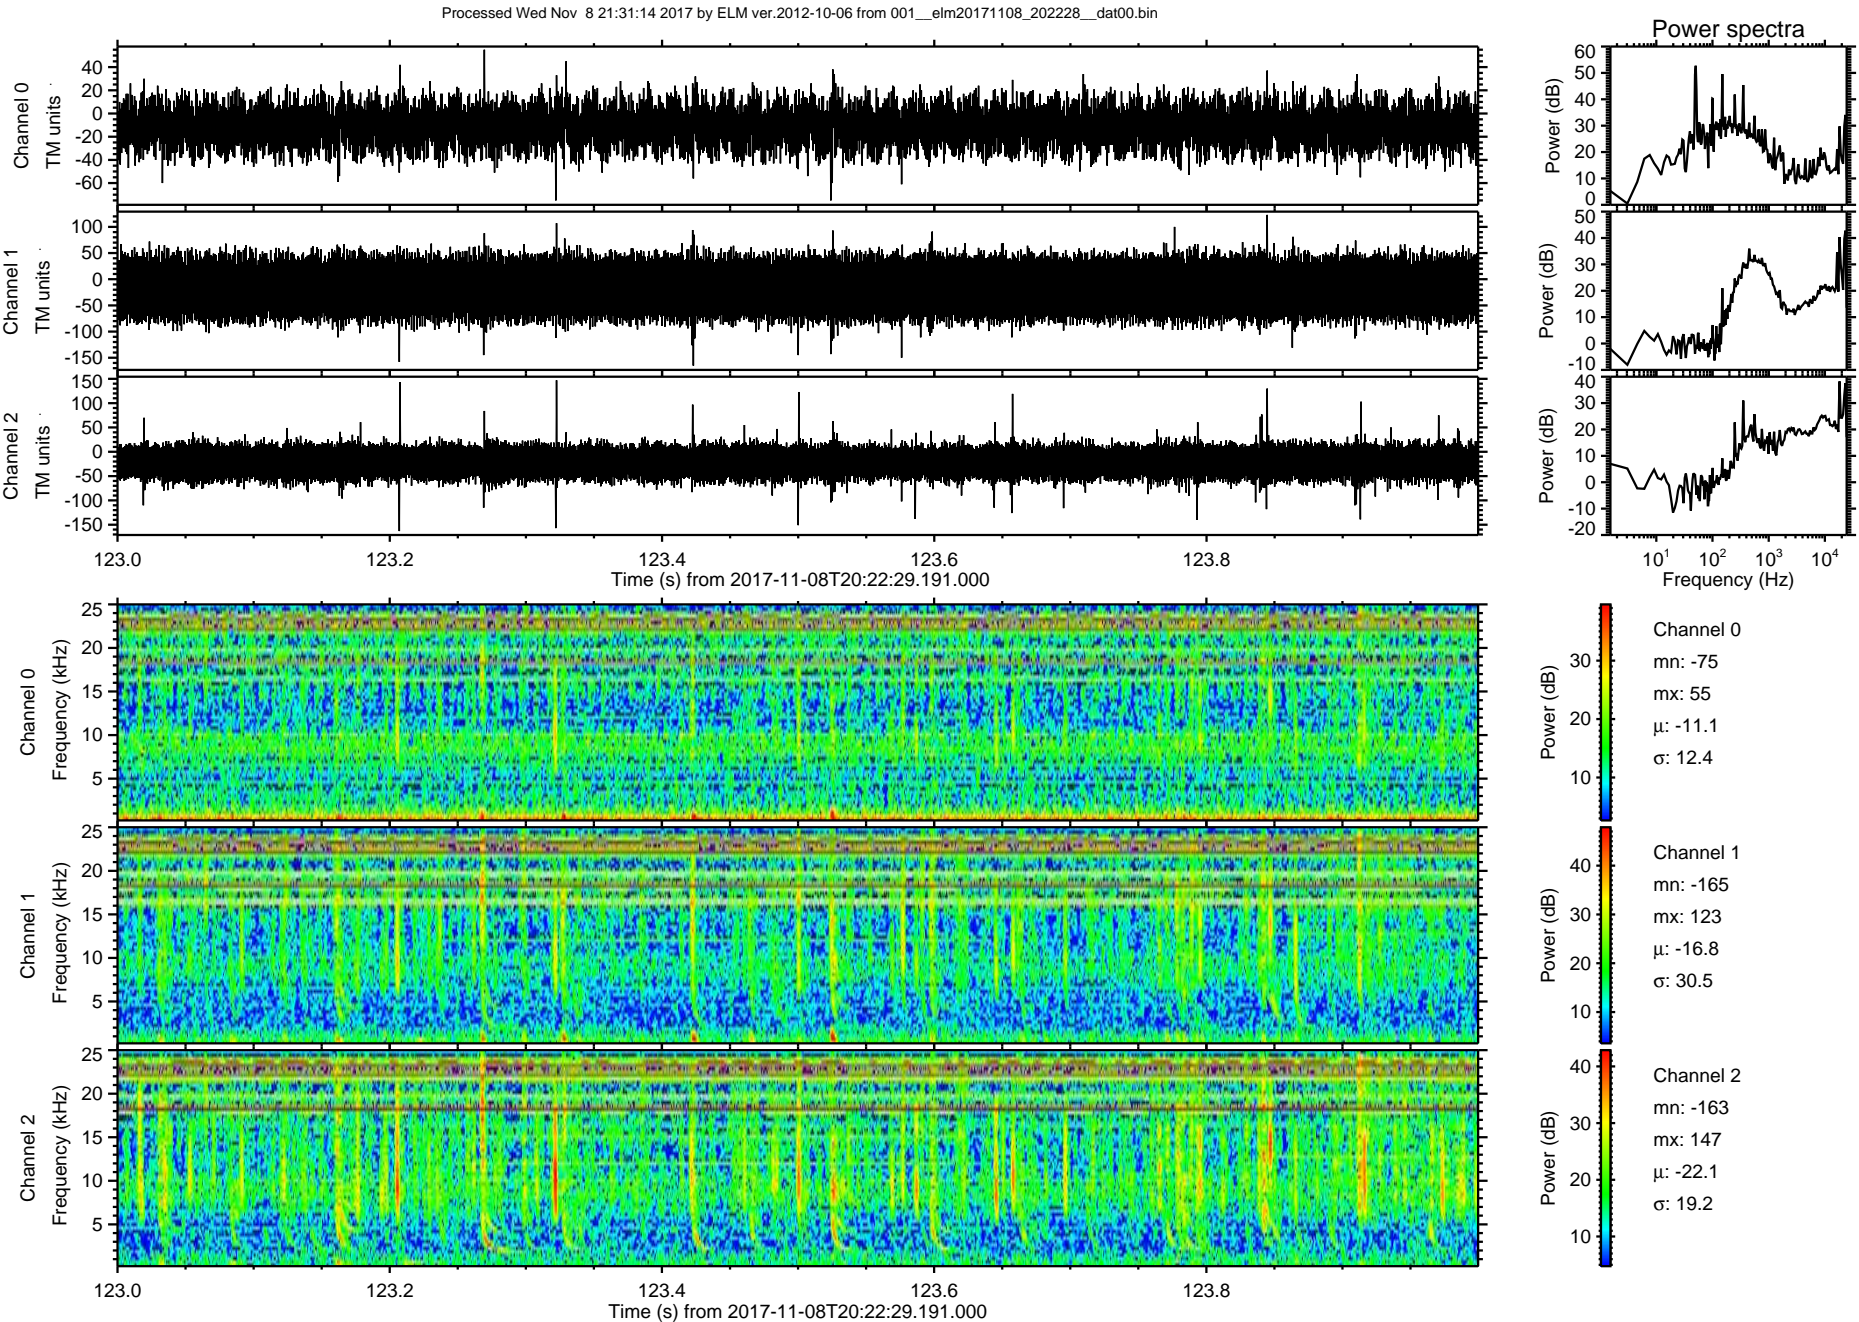 Processed Wed Nov  8 21:31:14 2017 by ELM ver.2012-10-06 from 001__elm20171108_202228__dat00.bin
Power spectra
Channel 0
TM units
40
20
0
-20
-40
-60
Power (dB)
60
50
40
30
20
10
0
Channel 1
TM units
100
50
0
-50
-100
-150
Power (dB)
50
40
30
20
10
0
-10
Channel 2
TM units
150
100
50
0
-50
-100
-150
Power (dB)
40
30
20
10
0
-10
-20
123.0 123.2 123.4 123.6 123.8
Time (s) from 2017-11-08T20:22:29.191.000
10^1 10^2 10^3 10^4
Frequency (Hz)
Channel 0
Frequency (kHz)
25
20
15
10
5
Power (dB)
30
20
10
Channel 0
mn: -75
mx: 55
μ: -11.1
σ: 12.4
Channel 1
Frequency (kHz)
25
20
15
10
5
Power (dB)
40
30
20
10
Channel 1
mn: -165
mx: 123
μ: -16.8
σ: 30.5
Channel 2
Frequency (kHz)
25
20
15
10
5
Power (dB)
40
30
20
10
Channel 2
mn: -163
mx: 147
μ: -22.1
σ: 19.2
123.0 123.2 123.4 123.6 123.8
Time (s) from 2017-11-08T20:22:29.191.000